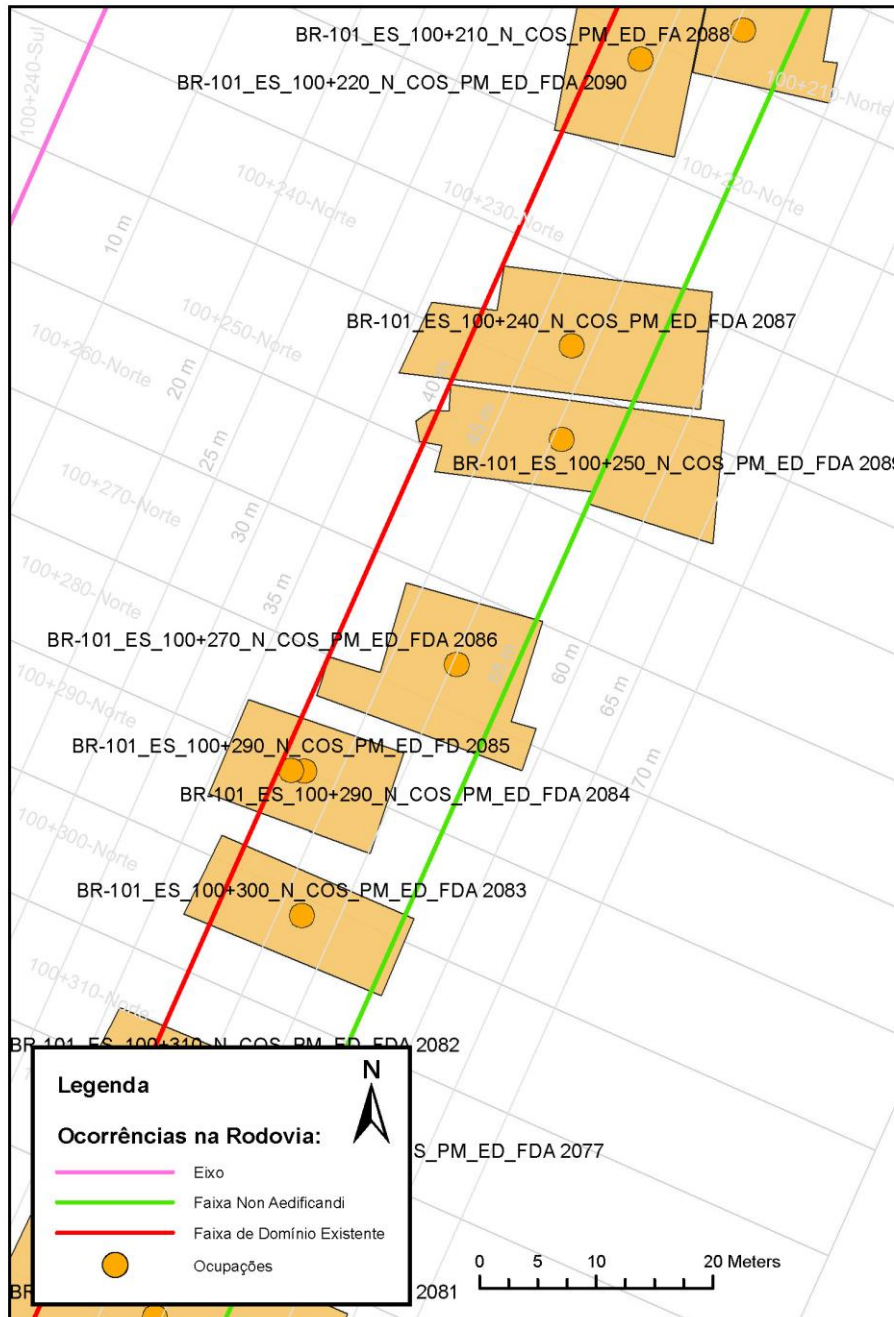 BR-101_ES_100+210_N_COS_PM_ED_FA 2088
100+240-Sul
BR-101_ES_100+220_N_COS_PM_ED_FDA 2090
100+210-Norte
100+220-Norte
100+240-Norte
100+230-Norte
10 m
100+250-Norte
BR-101_ES_100+240_N_COS_PM_ED_FDA 2087
100+260-Norte
20 m
40 m
45 m
25 m
BR-101_ES_100+250_N_COS_PM_ED_FDA 2089
100+270-Norte
30 m
100+280-Norte
35 m
BR-101_ES_100+270_N_COS_PM_ED_FDA 2086
55 m
60 m
65 m
100+290-Norte
BR-101_ES_100+290_N_COS_PM_ED_FD 2085
70 m
BR-101_ES_100+290_N_COS_PM_ED_FDA 2084
100+300-Norte
BR-101_ES_100+300_N_COS_PM_ED_FDA 2083
100+310-Norte
BR-101_ES_100+310_N_COS_PM_ED_FDA 2082
N
Legenda
Ocorrências na Rodovia:
S_PM_ED_FDA 2077
Eixo
Faixa Non Aedificandi
Faixa de Domínio Existente
Ocupações
0 5 10 20 Meters
BR
2081